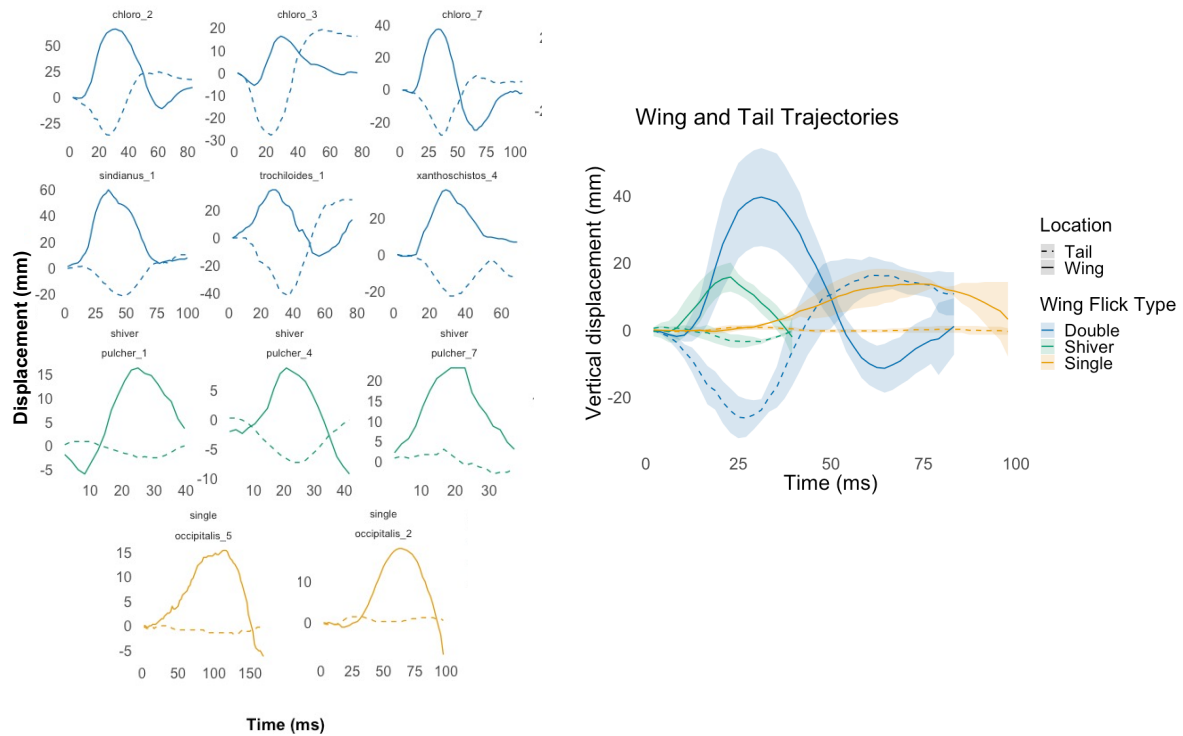 chloro_2 chloro_3 chloro_7
50 25 0 -25
20 10 0 -10 -20 -30
40 20 0 -20
0 20 40 60 80
0 20 40 60 80
0 25 50 75 100
sindianus_1 trochiloides_1 xanthoschistos_4
60 40 20 0 -20
20 0 -20 -40
20 0 -20
0 25 50 75 100
0 20 40 60 80
0 20 40 60
shiver shiver shiver
pulcher_1 pulcher_4 pulcher_7
15 10 5 0 -5
5 0 -5 -10
20 15 10 5 0
10 20 30 40
10 20 30 40
10 20 30
single single
occipitalis_5 occipitalis_2
15 10 5 0 -5
10 0
0 50 100 150
0 25 50 75 100
Displacement (mm)
Time (ms)
Wing and Tail Trajectories
Vertical displacement (mm)
40
20
0
-20
0 25 50 75 100
Time (ms)
Location
Tail
Wing
Wing Flick Type
Double
Shiver
Single